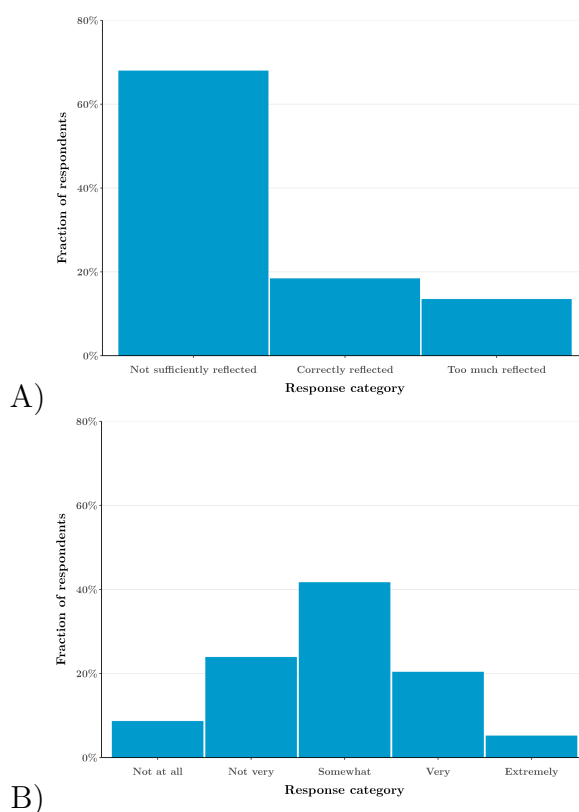 80%
60%
Fraction of respondents
40%
20%
0%
Not sufficiently reflected Correctly reflected Too much reflected
Response category
A)
80%
60%
Fraction of respondents
40%
20%
0%
Not at all Not very Somewhat Very Extremely
Response category
B)